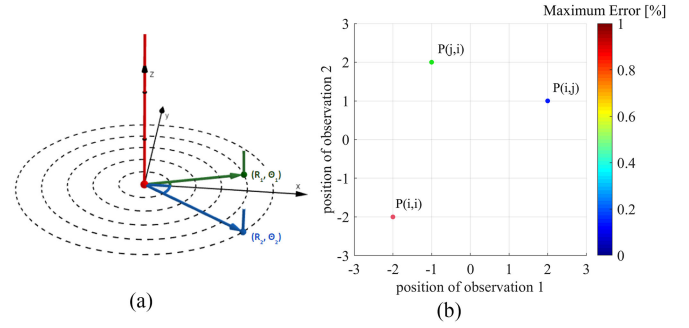 z
y
(R₁, Θ₁)
x
(R₂, Θ₂)
(a)
Maximum Error [%]
3
2
1
0
-1
-2
-3
position of observation 2
P(j,i)
P(i,j)
P(i,i)
-3 -2 -1 0 1 2 3
position of observation 1
1
0.8
0.6
0.4
0.2
0
(b)